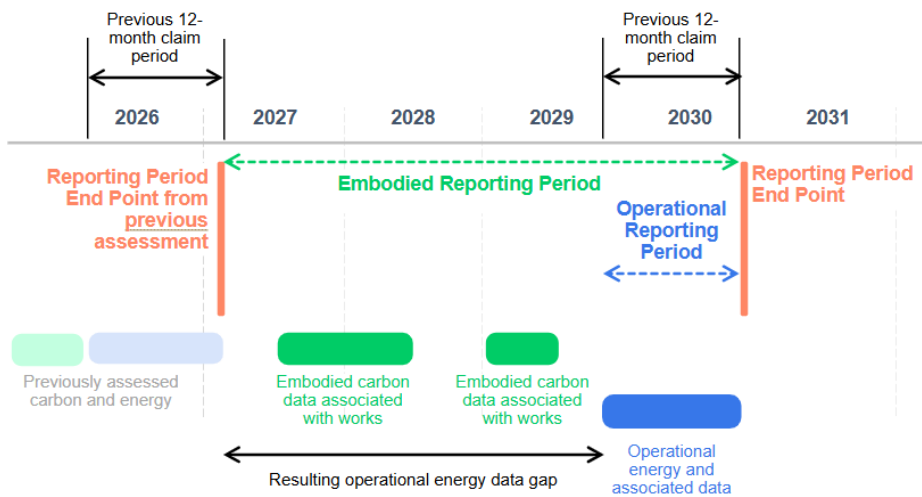 Previous 12-
month claim
period
Previous 12-
month claim
period
2026
2027
2028
2029
2030
2031
Reporting Period
End Point from
previous
assessment
Embodied Reporting Period
Operational
Reporting
Period
Reporting Period
End Point
Previously assessed
carbon and energy
Embodied carbon
data associated
with works
Embodied carbon
data associated
with works
Operational
energy and
associated data
Resulting operational energy data gap